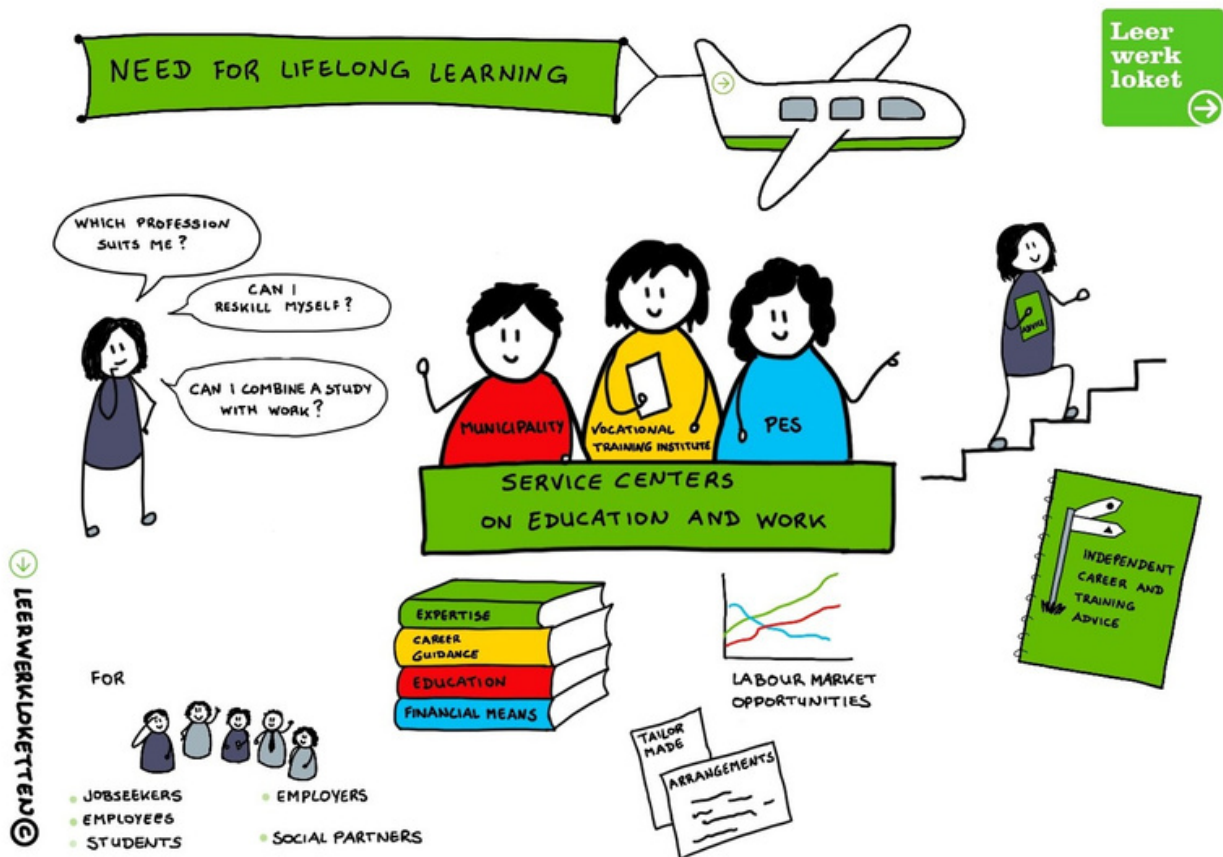 NEED FOR LIFELONG LEARNING
Leer
werk
loket
WHICH PROFESSION
SUITS ME?
CAN I
RESKILL MYSELF?
CAN I COMBINE A STUDY
WITH WORK?
MUNICIPALITY
VOCATIONAL
TRAINING INSTITUTE
PES
SERVICE CENTERS
ON EDUCATION AND WORK
ADVICE
INDEPENDENT
CAREER AND
TRAINING
ADVICE
EXPERTISE
CAREER
GUIDANCE
EDUCATION
FINANCIAL MEANS
LABOUR MARKET
OPPORTUNITIES
TAILOR
MADE
ARRANGEMENTS
FOR
JOBSEEKERS
EMPLOYEES
STUDENTS
EMPLOYERS
SOCIAL PARTNERS
LEERWERKLOKETTEN ©